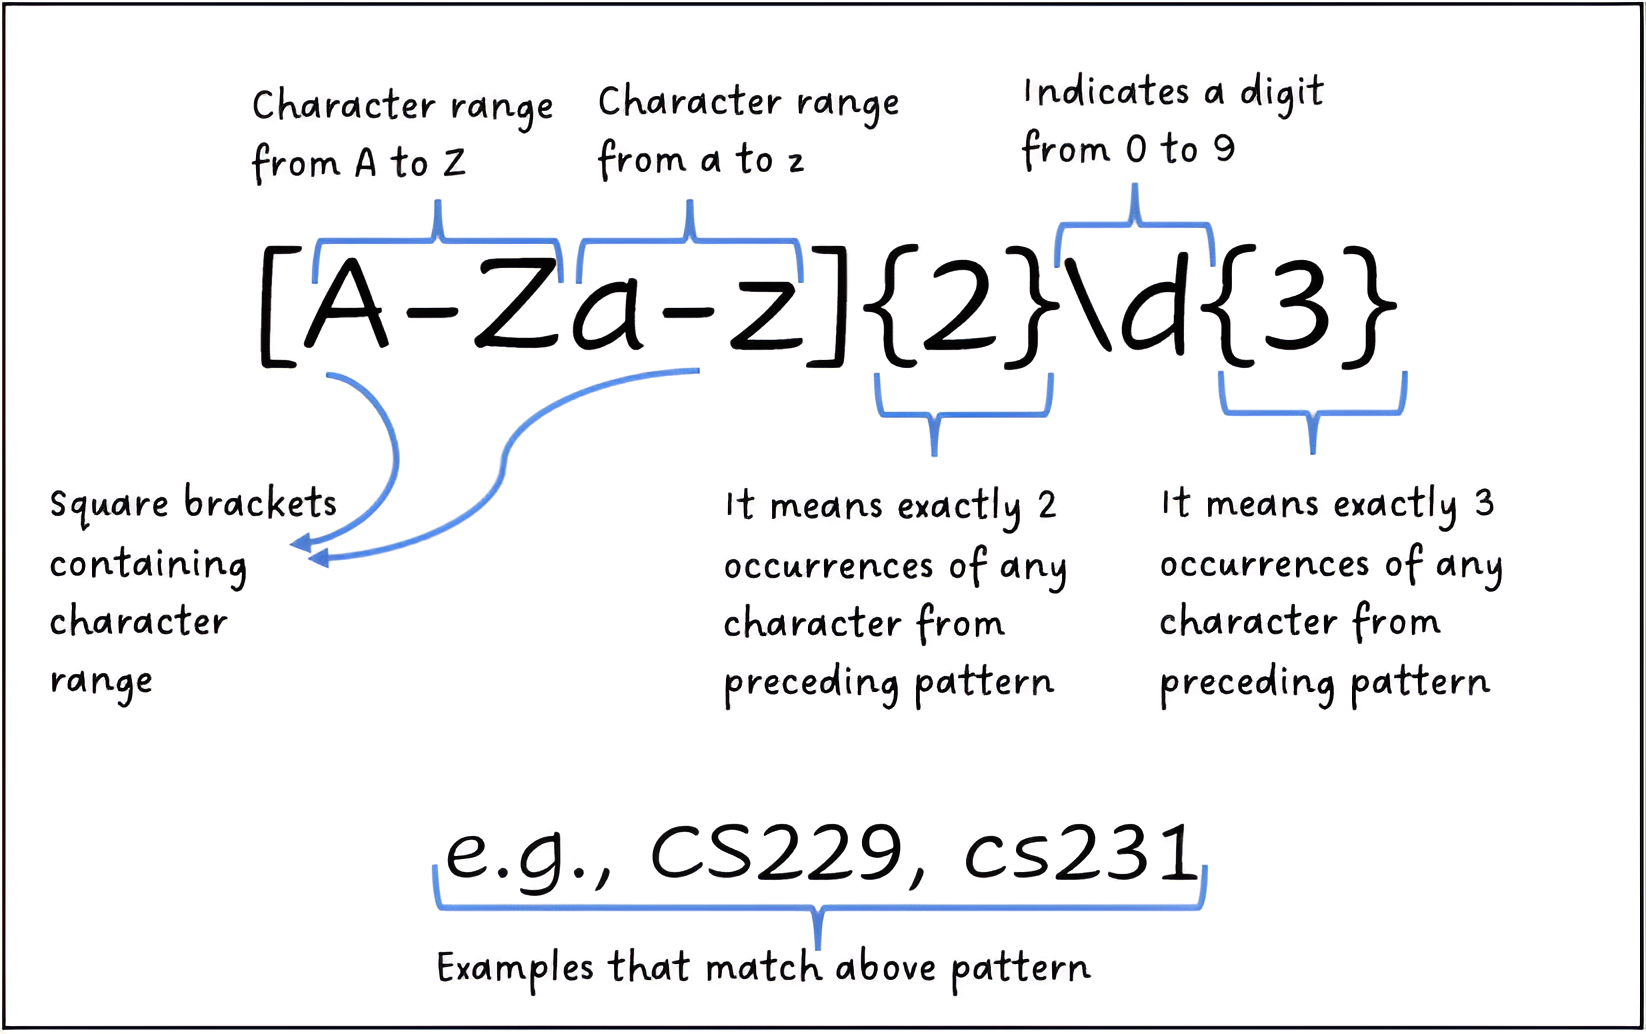 Character range
from A to Z
Character range
from a to z
Indicates a digit
from 0 to 9
[A-Za-z]{2}\d{3}
Square brackets
containing
character
range
It means exactly 2
occurrences of any
character from
preceding pattern
It means exactly 3
occurrences of any
character from
preceding pattern
e.g., CS229, cs231
Examples that match above pattern